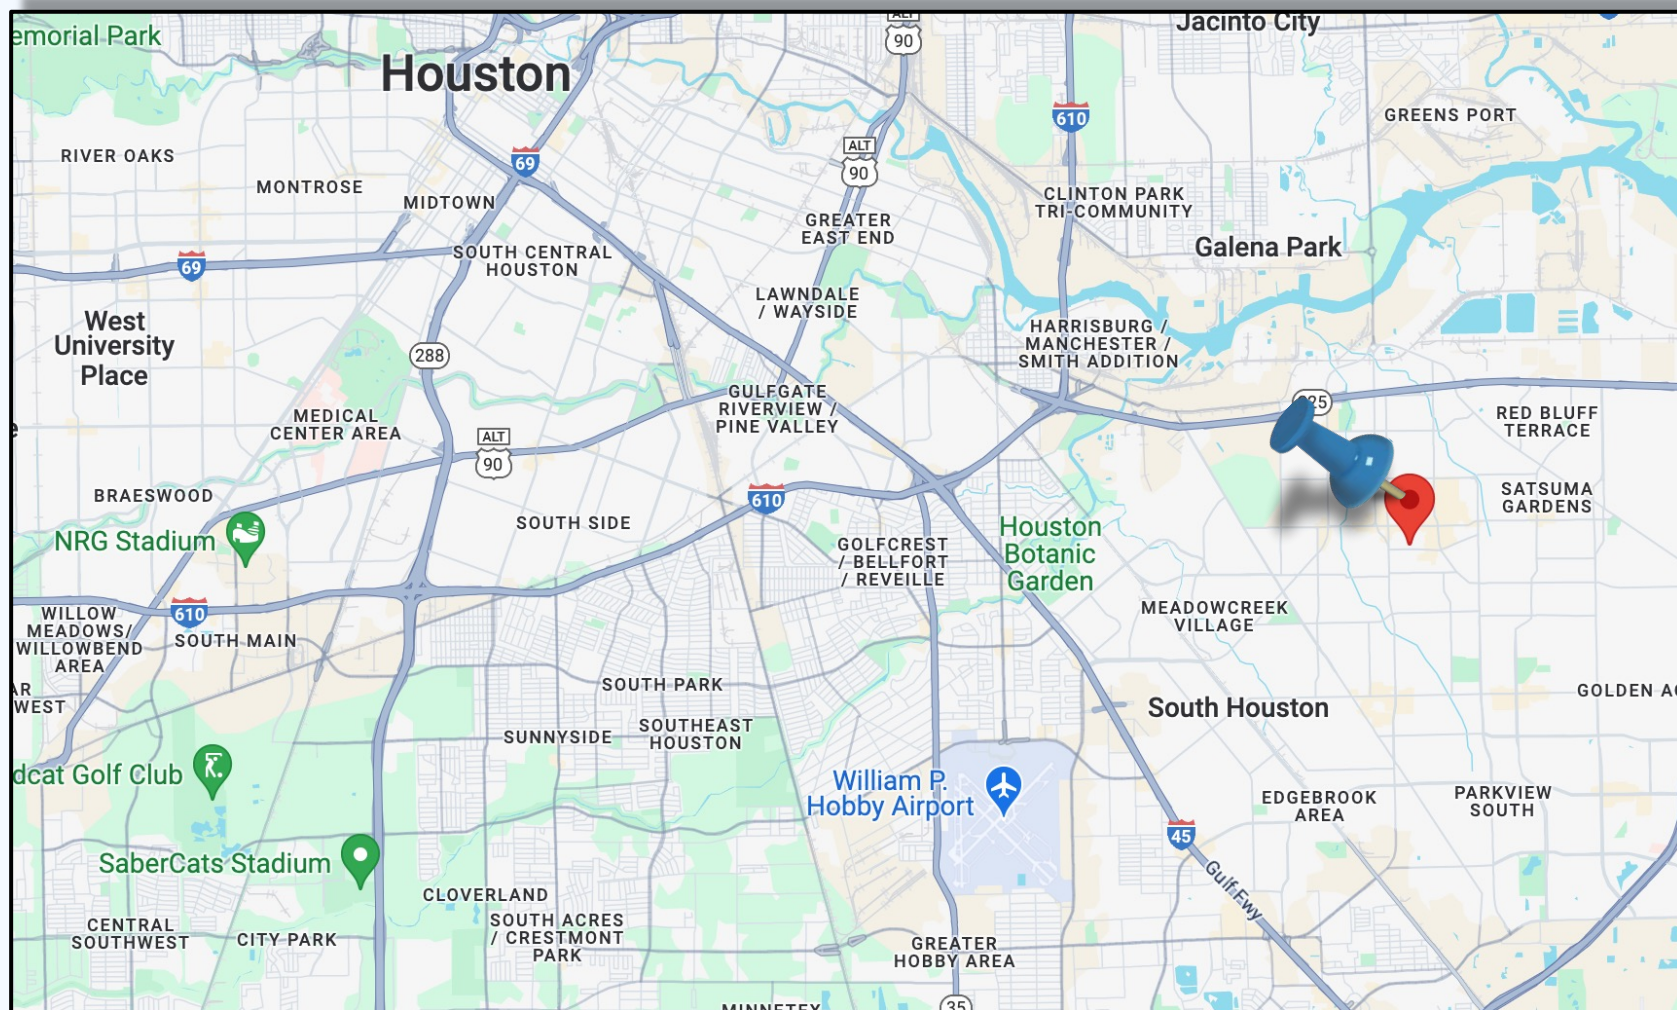 Jacinto City
emorial Park
ALT
90
Houston
610
GREENS PORT
RIVER OAKS
69
ALT
90
MONTROSE
MIDTOWN
CLINTON PARK
TRI-COMMUNITY
GREATER
EAST END
Galena Park
69
SOUTH CENTRAL
HOUSTON
LAWNDALE
/ WAYSIDE
West
University
Place
HARRISBURG /
MANCHESTER /
SMITH ADDITION
288
GULFGATE
RIVERVIEW /
PINE VALLEY
25
MEDICAL
CENTER AREA
RED BLUFF
TERRACE
ALT
90
BRAESWOOD
610
SATSUMA
GARDENS
SOUTH SIDE
NRG Stadium
Houston
Botanic
Garden
GOLFCREST
/ BELLFORT
/ REVEILLE
610
WILLOW
MEADOWS/
WILLOWBEND
AREA
SOUTH MAIN
MEADOWCREEK
VILLAGE
AR
WEST
SOUTH PARK
GOLDEN AC
South Houston
SUNNYSIDE
SOUTHEAST
HOUSTON
dcat Golf Club
William P.
Hobby Airport
EDGEBROOK
AREA
PARKVIEW
SOUTH
45
SaberCats Stadium
Gulf Fwy
CLOVERLAND
CENTRAL
SOUTHWEST
CITY PARK
SOUTH ACRES
/ CRESTMONT
PARK
GREATER
HOBBY AREA
MINNETEX
35